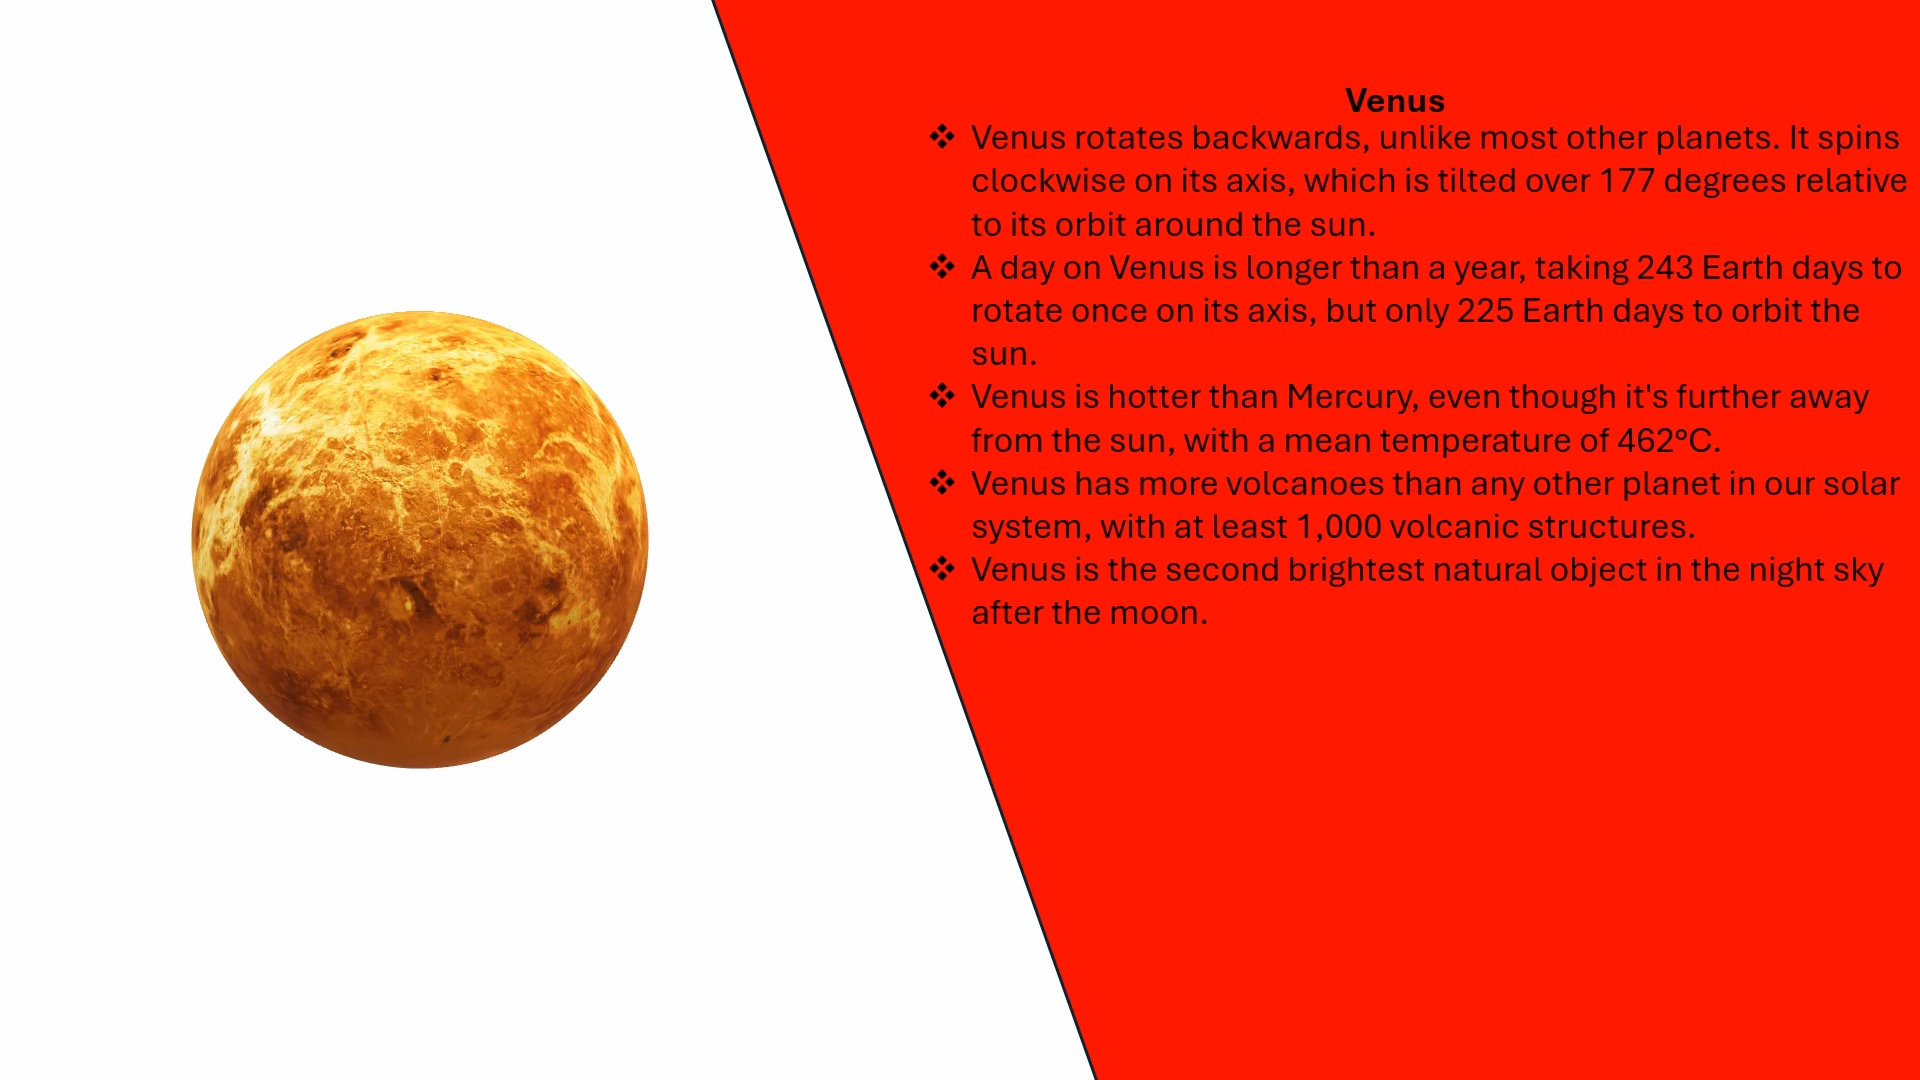 Venus
❖ Venus rotates backwards, unlike most other planets. It spins
clockwise on its axis, which is tilted over 177 degrees relative
to its orbit around the sun.
❖ A day on Venus is longer than a year, taking 243 Earth days to
rotate once on its axis, but only 225 Earth days to orbit the
sun.
❖ Venus is hotter than Mercury, even though it's further away
from the sun, with a mean temperature of 462°C.
❖ Venus has more volcanoes than any other planet in our solar
system, with at least 1,000 volcanic structures.
❖ Venus is the second brightest natural object in the night sky
after the moon.